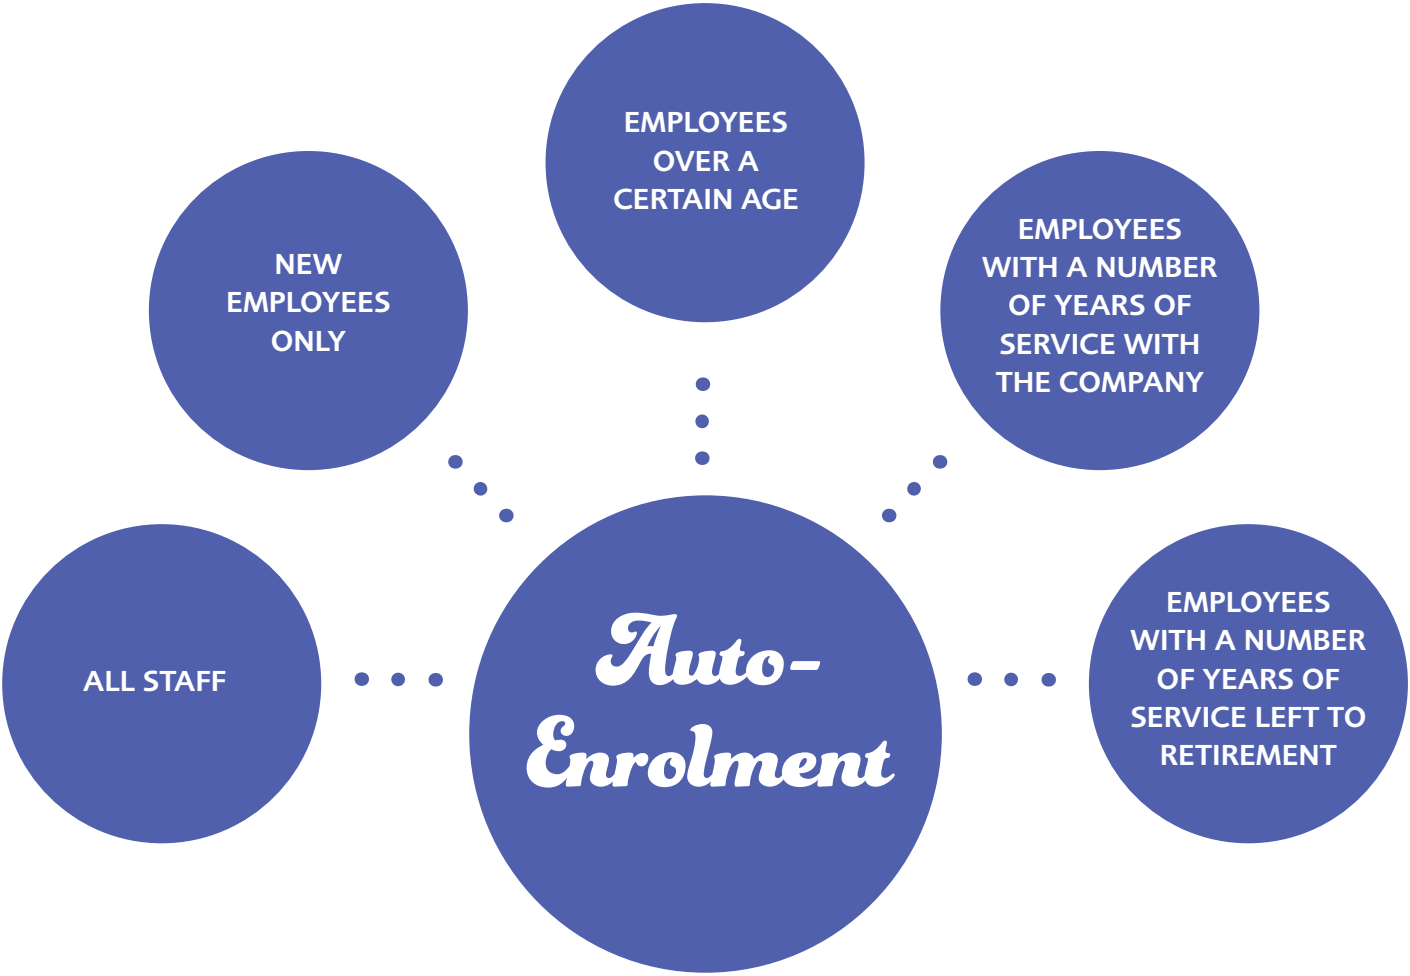 EMPLOYEES
OVER A
CERTAIN AGE
NEW
EMPLOYEES
ONLY
EMPLOYEES
WITH A NUMBER
OF YEARS OF
SERVICE WITH
THE COMPANY
ALL STAFF
Auto-
Enrolment
EMPLOYEES
WITH A NUMBER
OF YEARS OF
SERVICE LEFT TO
RETIREMENT